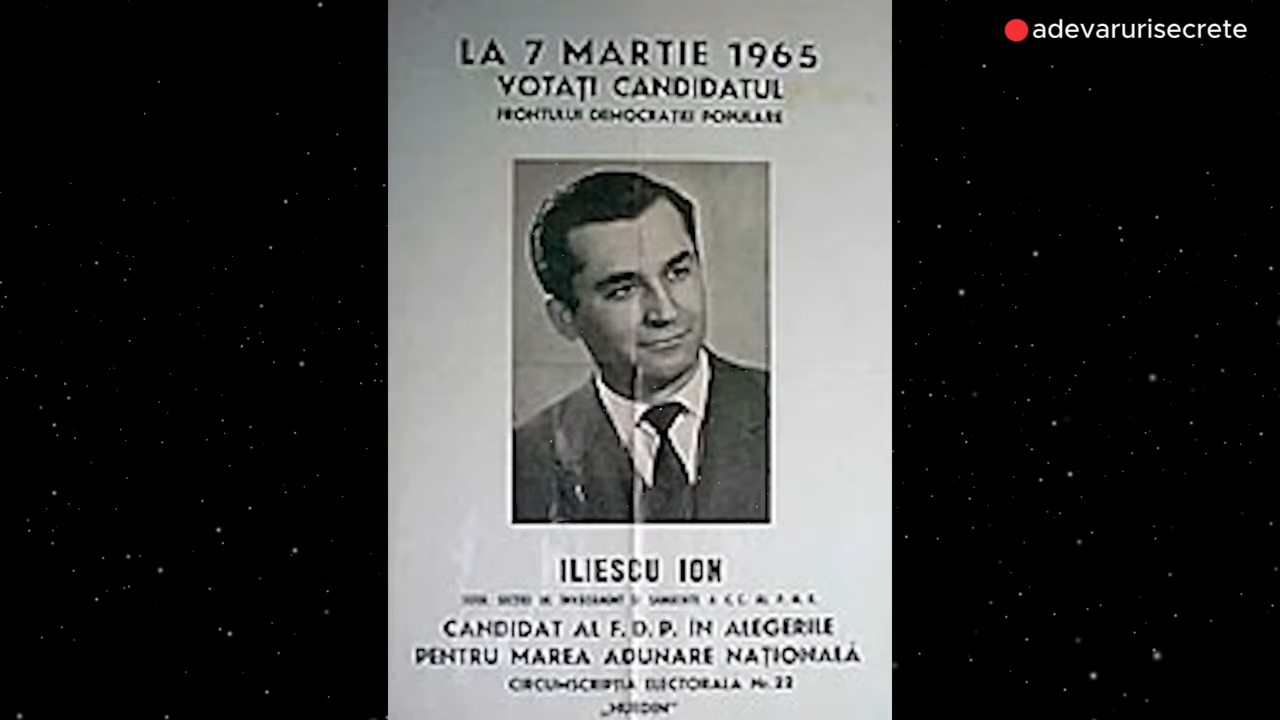 adevarurisecrete
LA 7 MARTIE 1965
VOTAȚI CANDIDATUL
FRONTULUI DEMOCRAȚIEI POPULARE
ILIESCU ION
CANDIDAT AL F.D.P. ÎN ALEGERILE
PENTRU MAREA ADUNARE NAȚIONALĂ
CIRCUMSCRIPȚIA ELECTORALĂ Nr. 22
„HUEDIN”